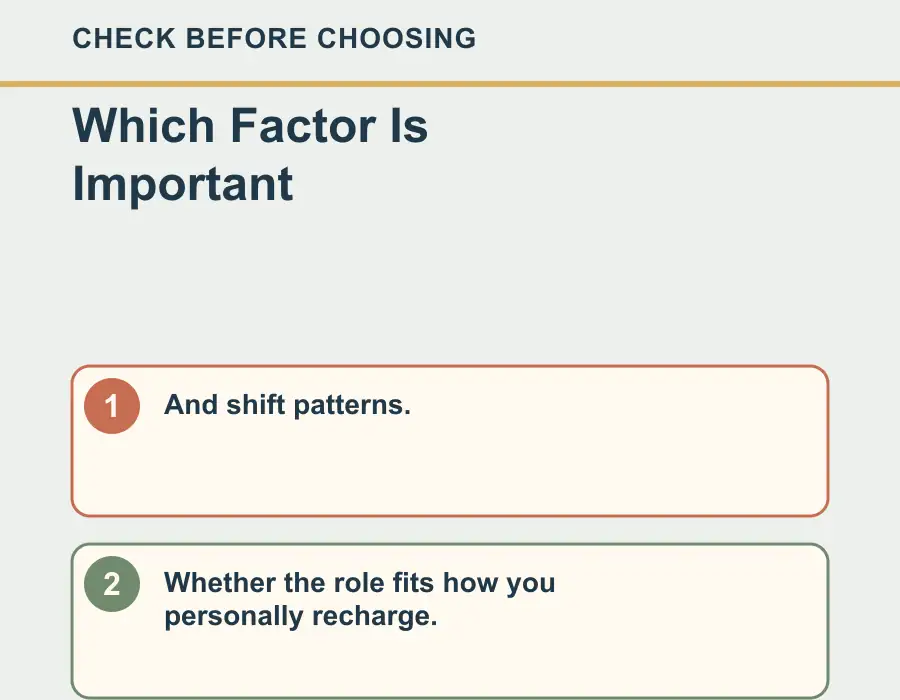 CHECK BEFORE CHOOSING
Which Factor Is
Important
1
And shift patterns.
2
Whether the role fits how you
personally recharge.